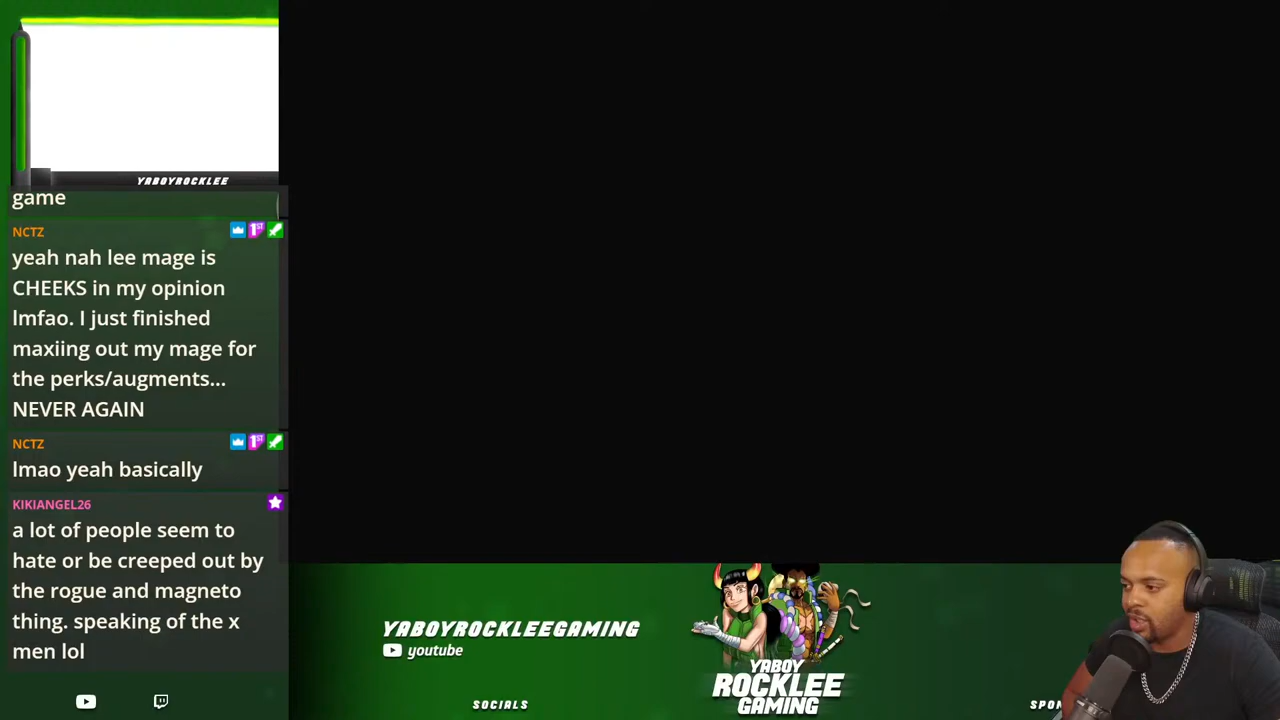 YABOYROCKLEE
game
NCTZ
yeah nah lee mage is
CHEEKS in my opinion
lmfao. I just finished
maxiing out my mage for
the perks/augments...
NEVER AGAIN
NCTZ
lmao yeah basically
KIKIANGEL26
a lot of people seem to
hate or be creeped out by
the rogue and magneto
thing. speaking of the x
men lol
YABOYROCKLEEGAMING
youtube
SOCIALS
YABOY
ROCKLEE
GAMING
SPON